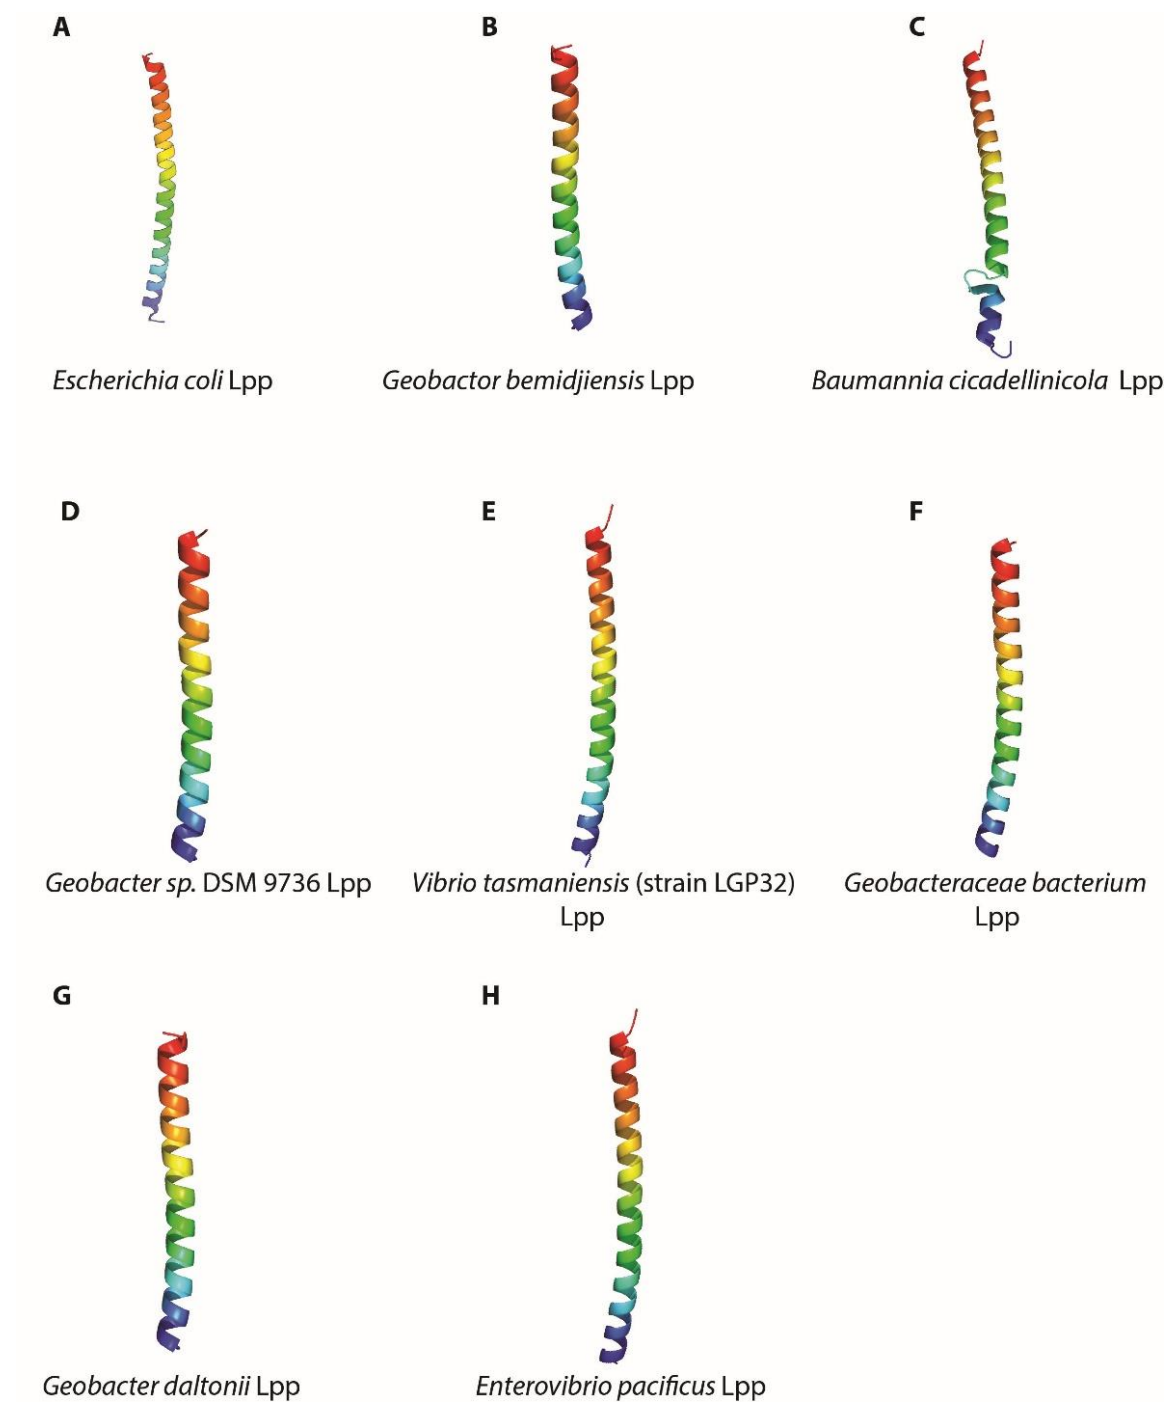 A
B
C
Escherichia coli Lpp
Geobactor bemidjiensis Lpp
Baumannia cicadellinicola Lpp
D
E
F
Geobacter sp. DSM 9736 Lpp
Vibrio tasmaniensis (strain LGP32)
Lpp
Geobacteraceae bacterium
Lpp
G
H
Geobacter daltonii Lpp
Enterovibrio pacificus Lpp